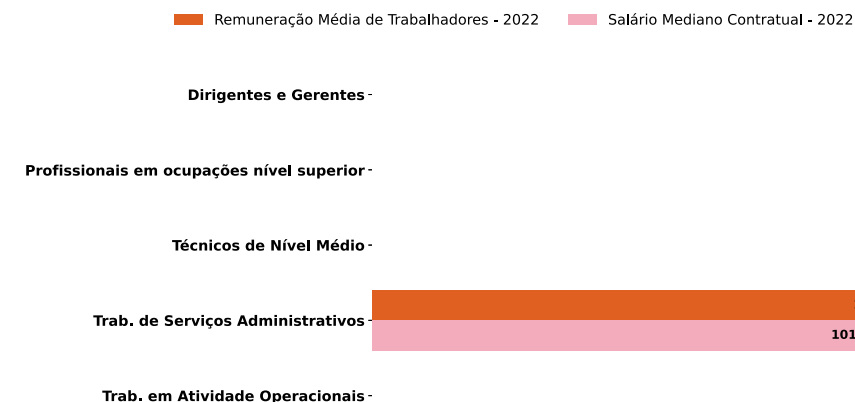 Remuneração Média de Trabalhadores - 2022 Salário Mediano Contratual - 2022
Dirigentes e Gerentes
Profissionais em ocupações nível superior
Técnicos de Nível Médio
Trab. de Serviços Administrativos
101
Trab. em Atividade Operacionais